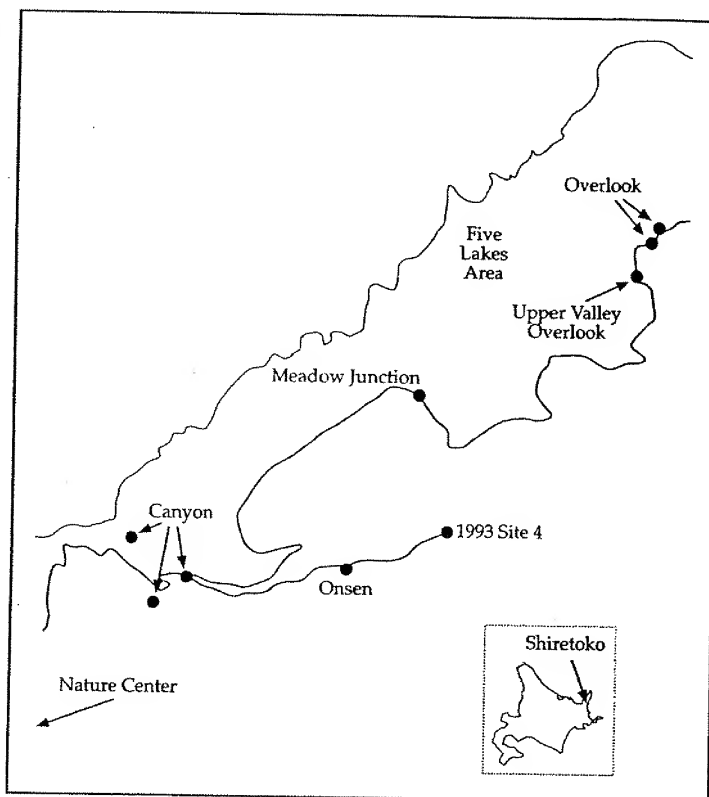 Overlook
Five
Lakes
Area
Upper Valley
Overlook
Meadow Junction
Canyon
1993 Site 4
Onsen
Shiretoko
Nature Center